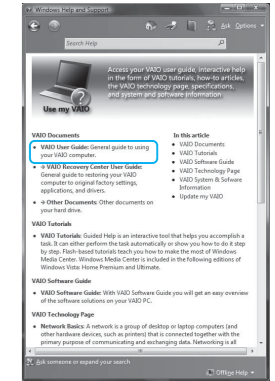 Windows Help and Support
Ask Options
Search Help
Access your VAIO user guide, interactive help
in the form of VAIO tutorials, how-to articles,
the VAIO technology page, specifications,
and system and software information
Use my VAIO
VAIO Documents
• VAIO User Guide: General guide to using
your VAIO computer.
• → VAIO Recovery Center User Guide:
General guide to restoring your VAIO
computer to original factory settings,
applications, and drivers.
• → Other Documents: Other documents on
your hard drive.
In this article
• VAIO Documents
• VAIO Tutorials
• VAIO Software Guide
• VAIO Technology Page
• VAIO System & Sofware
Information
• Update my VAIO
VAIO Tutorials
• VAIO Tutorials: Guided Help is an interactive tool that helps you accomplish a
task. It can either perform the task automatically or show you how to do it step
by step. Flash-based tutorials teach you how to make the most of Windows
Media Center. Windows Media Center is included in the following editions of
Windows Vista: Home Premium and Ultimate.
VAIO Software Guide
• VAIO Software Guide: With VAIO Software Guide you will get an easy overview
of the software solutions on your VAIO PC.
VAIO Technology Page
• Network Basics: A network is a group of desktop or laptop computers (and
other hardware devices, such as printers) that is connected together with the
primary purpose of communicating and exchanging data. Networking is all
Ask someone or expand your search
Offline Help